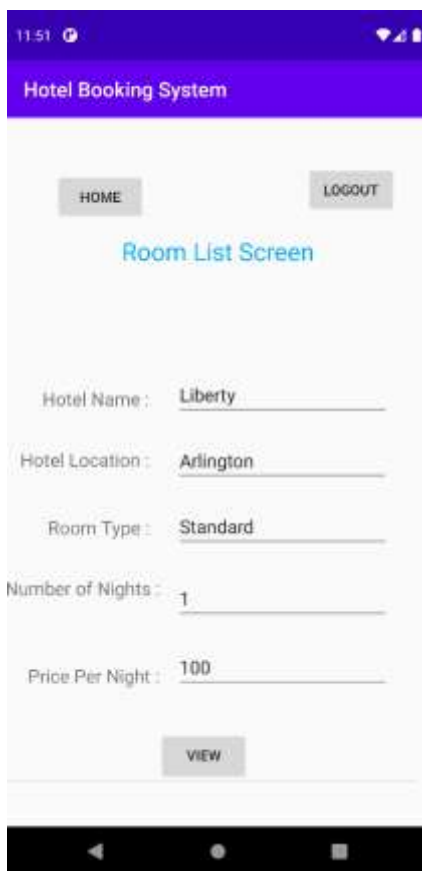 11:51
Hotel Booking System
HOME
LOGOUT
Room List Screen
Hotel Name : Liberty
Hotel Location : Arlington
Room Type : Standard
Number of Nights : 1
Price Per Night : 100
VIEW